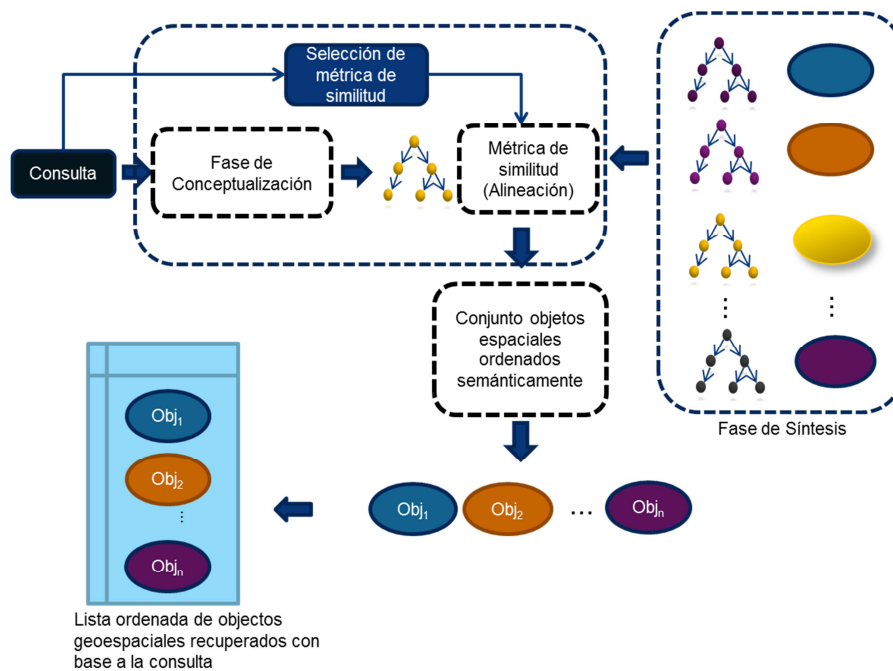 Selección de
métrica de
similitud
Consulta
Fase de
Conceptualización
Métrica de
similitud
(Alineación)
Fase de Síntesis
Conjunto objetos
espaciales
ordenados
semánticamente
Obj1
Obj2
...
Objn
Obj1
Obj2
...
Objn
Lista ordenada de objectos
geoespaciales recuperados con
base a la consulta